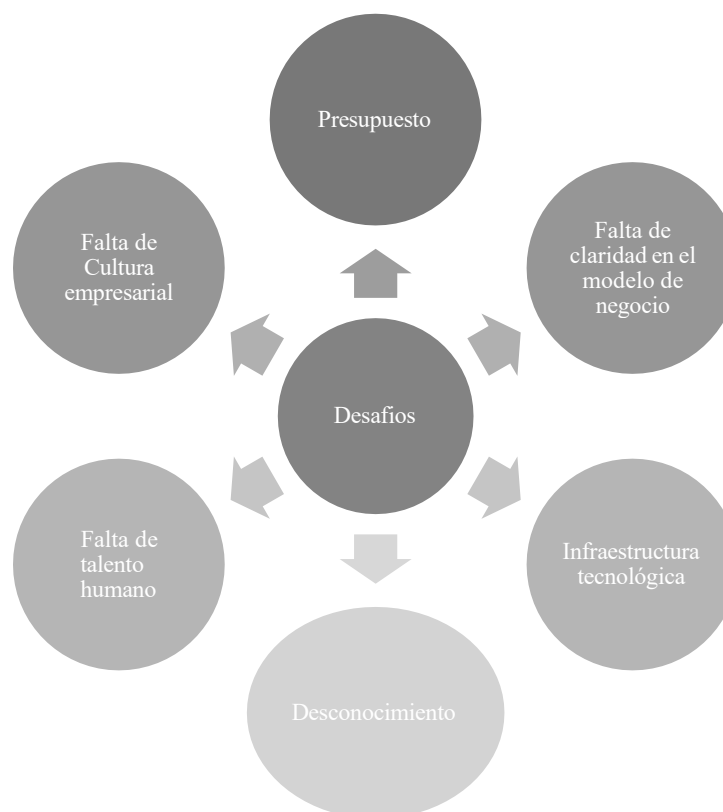 Presupuesto
Falta de
Cultura
empresarial
Falta de
claridad en el
modelo de
negocio
Desafios
Falta de
talento
humano
Infraestructura
tecnológica
Desconocimiento